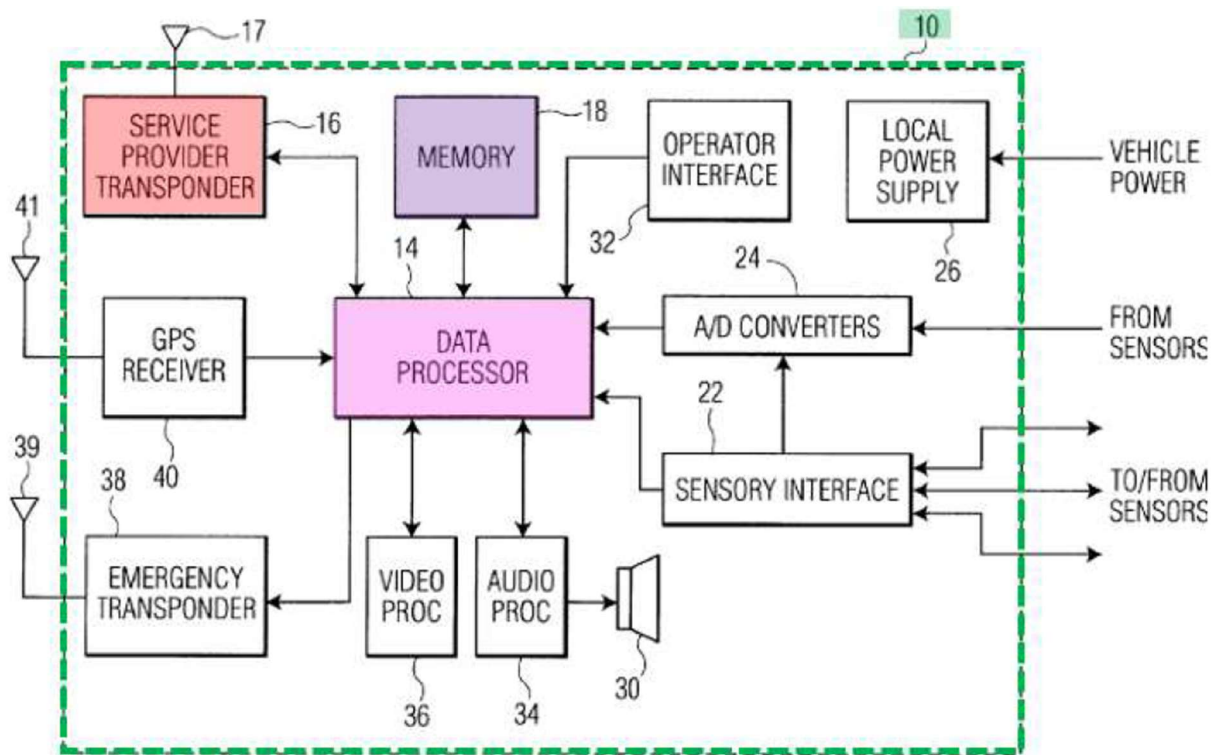 17
10
SERVICE
PROVIDER
TRANSPONDER
16
MEMORY
18
OPERATOR
INTERFACE
32
LOCAL
POWER
SUPPLY
26
VEHICLE
POWER
41
GPS
RECEIVER
40
14
DATA
PROCESSOR
24
A/D CONVERTERS
FROM
SENSORS
22
SENSORY INTERFACE
TO/FROM
SENSORS
39
38
EMERGENCY
TRANSPONDER
VIDEO
PROC
36
AUDIO
PROC
34
30